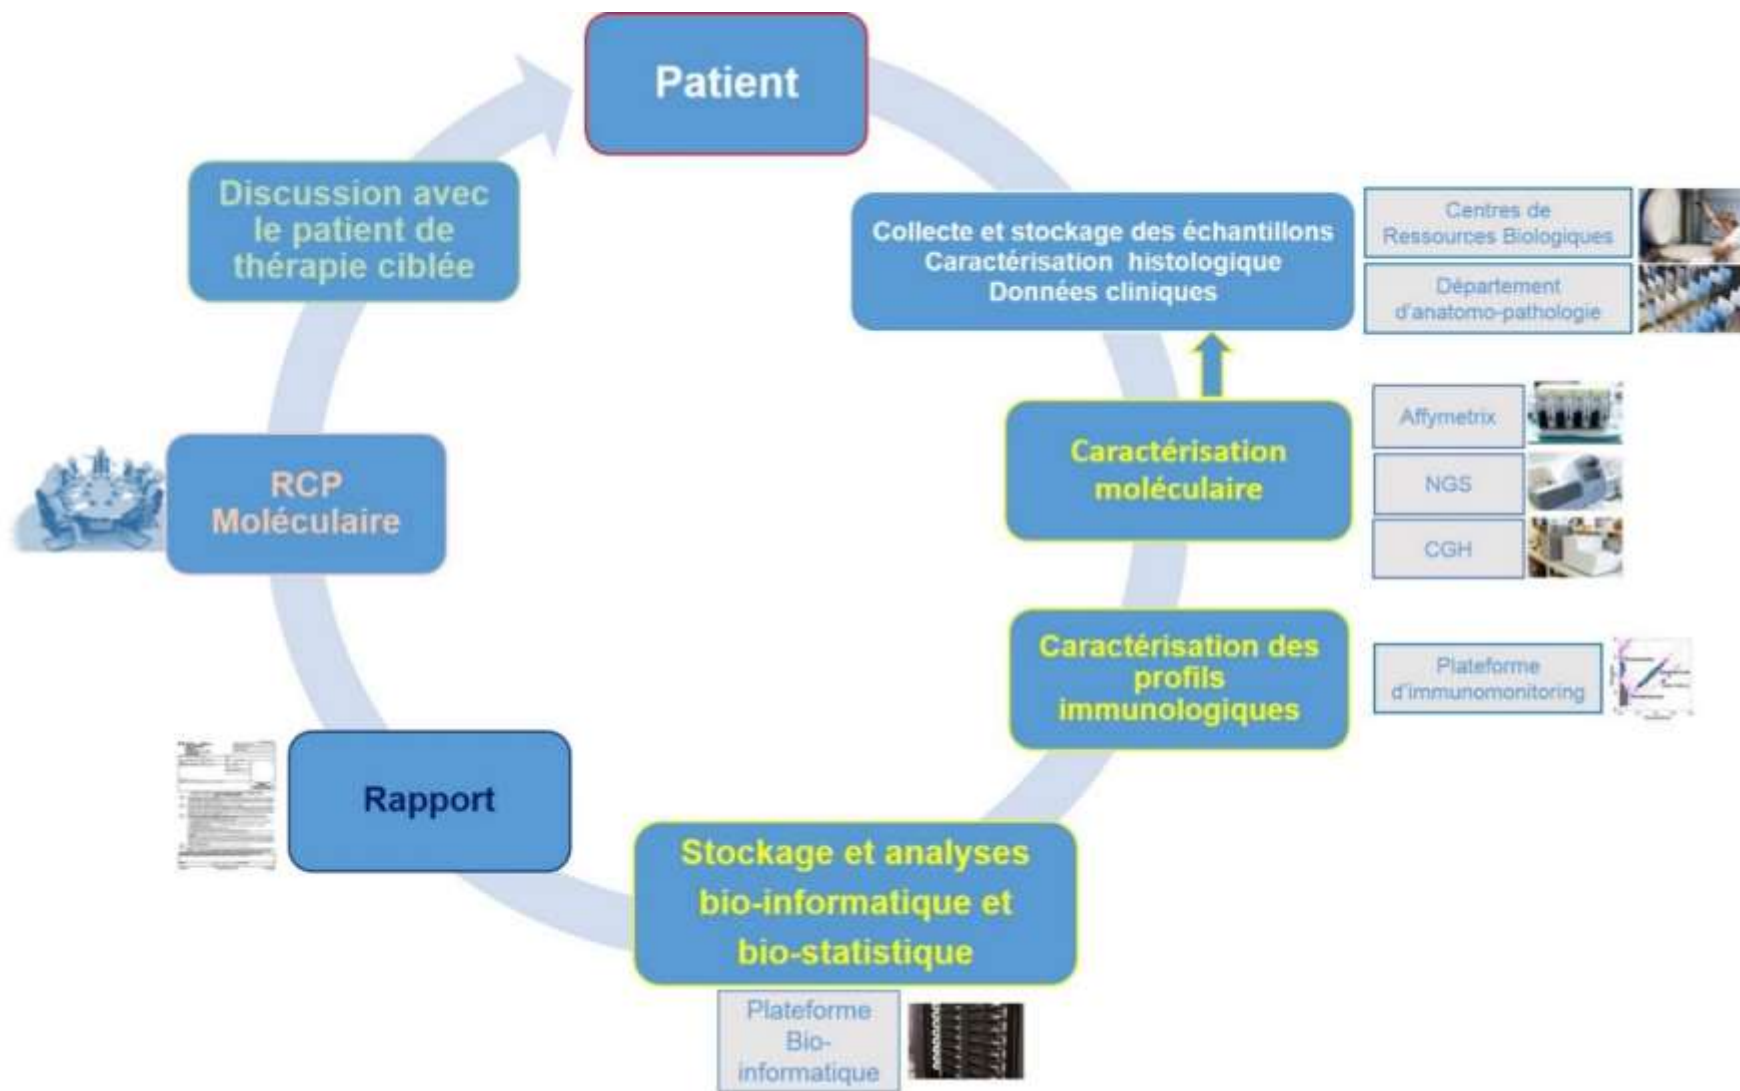 Patient
Discussion avec
le patient de
thérapie ciblée
Collecte et stockage des échantillons
Caractérisation histologique
Données cliniques
Centres de
Ressources Biologiques
Département
d'anatomo-pathologie
Caractérisation
moléculaire
Affymetrix
NGS
CGH
RCP
Moléculaire
Caractérisation des
profils
immunologiques
Plateforme
d'immunomonitoring
Rapport
Stockage et analyses
bio-informatique et
bio-statistique
Plateforme
Bio-
informatique